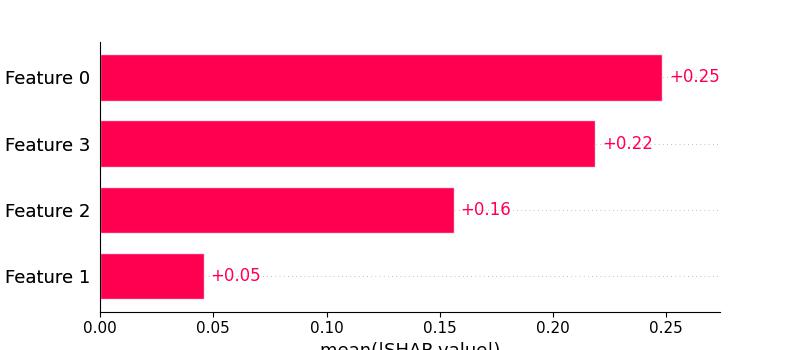 Feature 0 +0.25
Feature 3 +0.22
Feature 2 +0.16
Feature 1 +0.05
0.00 0.05 0.10 0.15 0.20 0.25
mean(|SHAP value|)